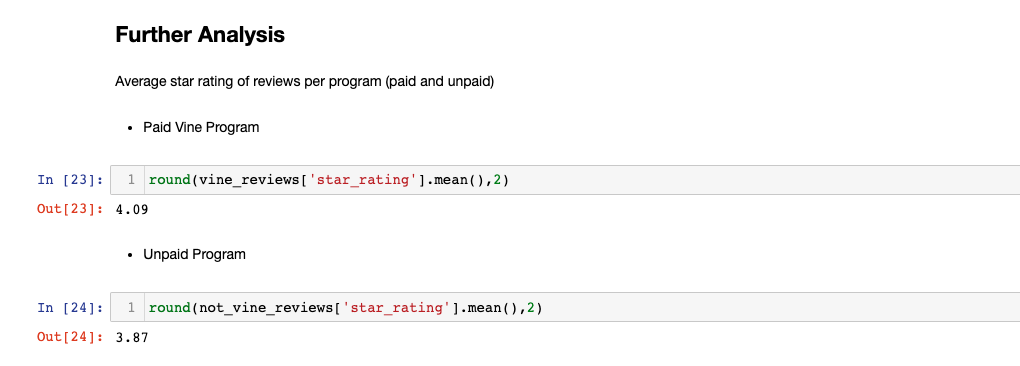 Further Analysis
Average star rating of reviews per program (paid and unpaid)
• Paid Vine Program
In [23]: 1 round(vine_reviews['star_rating'].mean(),2)
Out[23]: 4.09
• Unpaid Program
In [24]: 1 round(not_vine_reviews['star_rating'].mean(),2)
Out[24]: 3.87